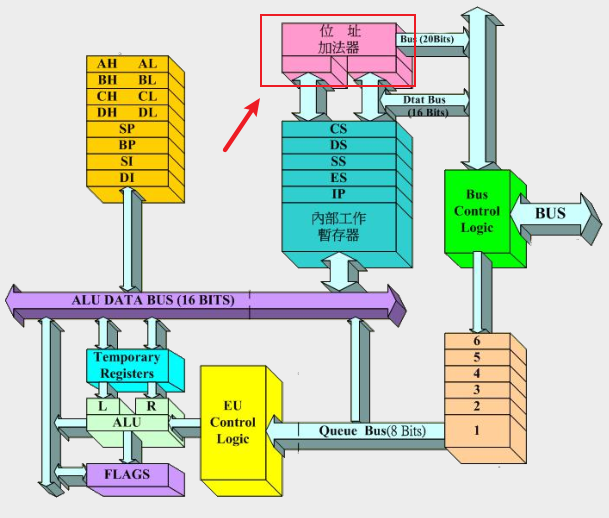 位 址
加法器
Bus (20Bits)
AH AL
BH BL
CH CL
DH DL
SP
BP
SI
DI
Dtat Bus
(16 Bits)
CS
DS
SS
ES
IP
內部工作
暫存器
Bus
Control
Logic
BUS
ALU DATA BUS (16 BITS)
Temporary
Registers
L R
ALU
FLAGS
EU
Control
Logic
Queue Bus(8 Bits)
6
5
4
3
2
1